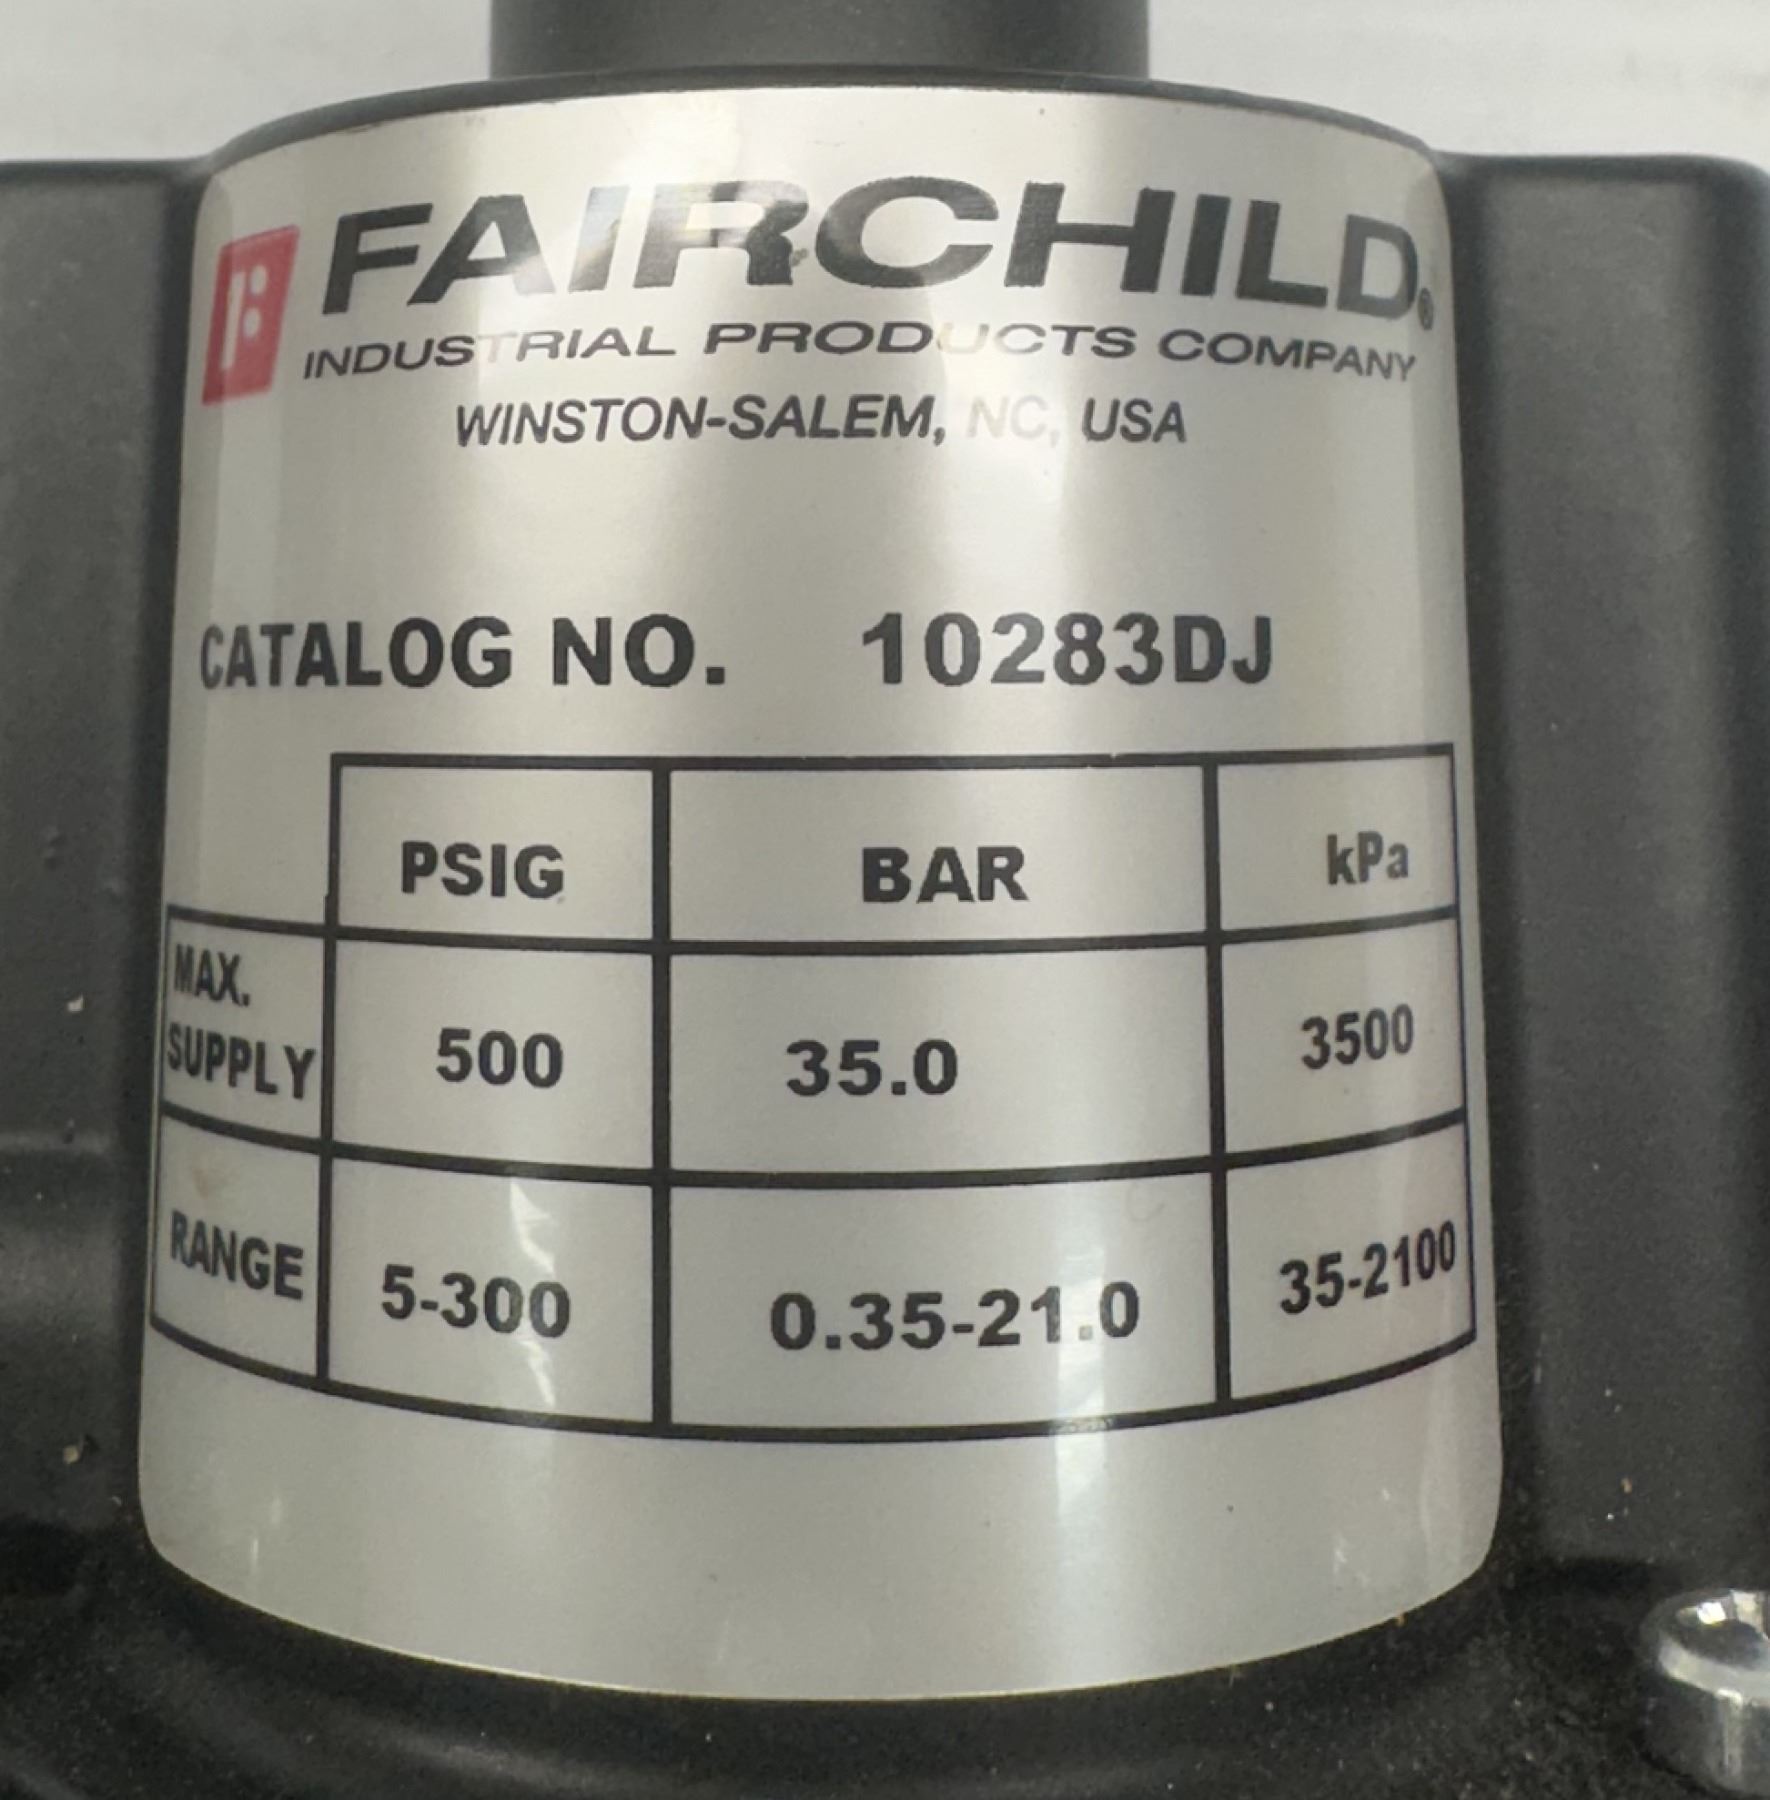 FAIRCHILD®
INDUSTRIAL PRODUCTS COMPANY
WINSTON-SALEM, NC, USA
CATALOG NO. 10283DJ
PSIG BAR kPa
MAX.
SUPPLY 500 35.0 3500
RANGE 5-300 0.35-21.0 35-2100